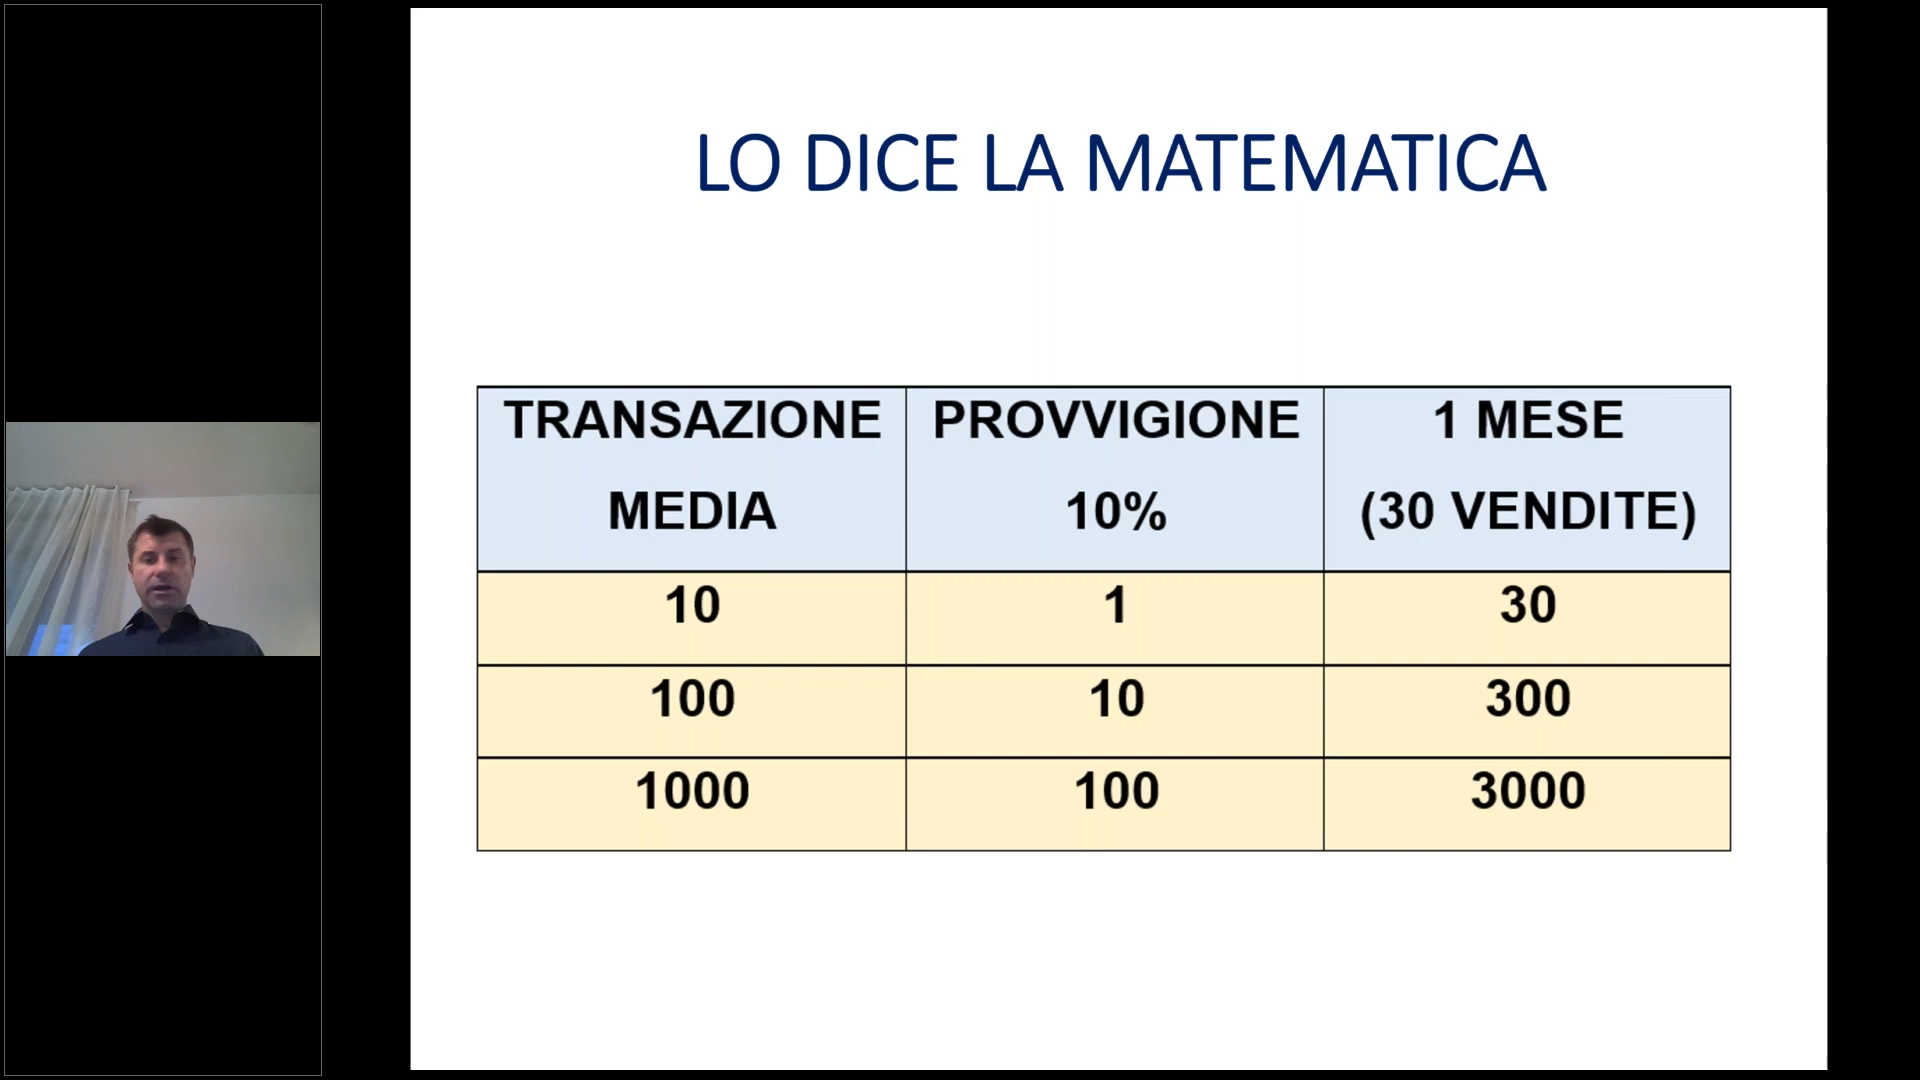 LO DICE LA MATEMATICA
TRANSAZIONE MEDIA PROVVIGIONE 10% 1 MESE (30 VENDITE)
10 1 30
100 10 300
1000 100 3000